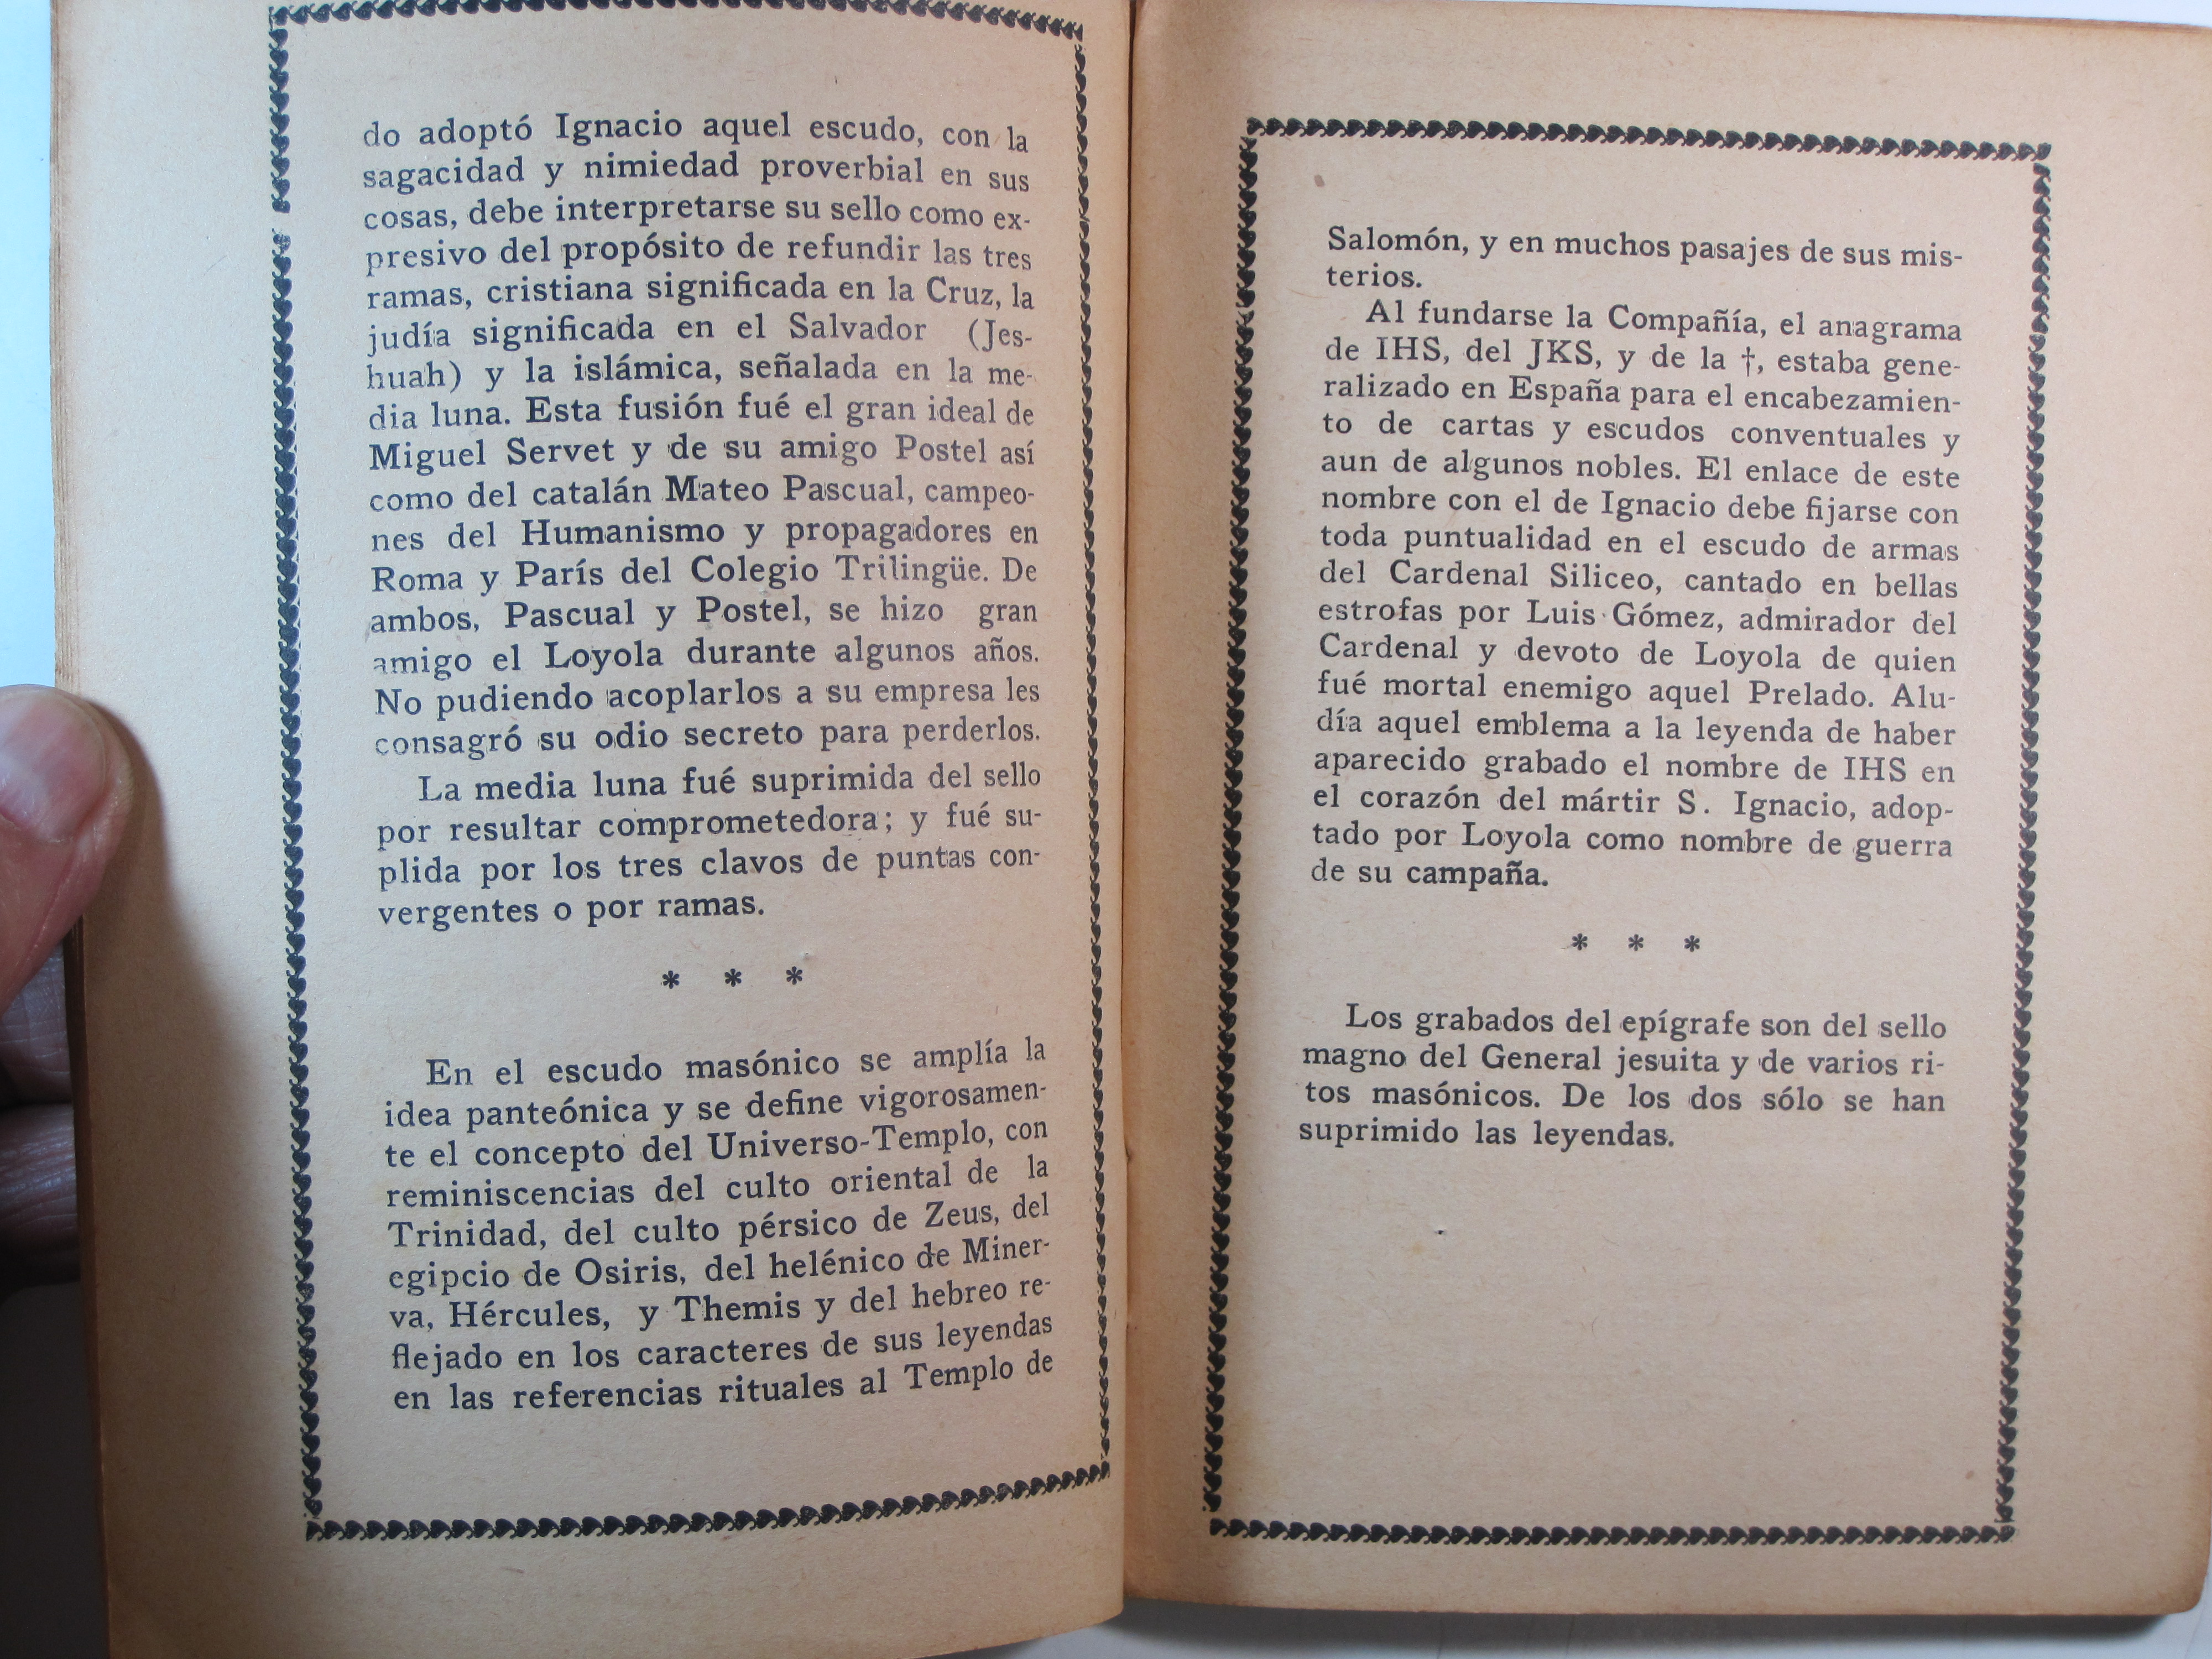 do adoptó Ignacio aquel escudo, con la
sagacidad y nimiedad proverbial en sus
cosas, debe interpretarse su sello como ex-
presivo del propósito de refundir las tres
ramas, cristiana significada en la Cruz, la
judía significada en el Salvador (Jes-
huah) y la islámica, señalada en la me-
dia luna. Esta fusión fué el gran ideal de
Miguel Servet y de su amigo Postel así
como del catalán Mateo Pascual, campeo-
nes del Humanismo y propagadores en
Roma y París del Colegio Trilingüe. De
ambos, Pascual y Postel, se hizo gran
amigo el Loyola durante algunos años.
No pudiendo acoplarlos a su empresa les
consagró su odio secreto para perderlos.
La media luna fué suprimida del sello
por resultar comprometedora; y fué su-
plida por los tres clavos de puntas con-
vergentes o por ramas.
* * *
En el escudo masónico se amplía la
idea panteónica y se define vigorosamen-
te el concepto del Universo-Templo, con
reminiscencias del culto oriental de la
Trinidad, del culto pérsico de Zeus, del
egipcio de Osiris, del helénico de Miner-
va, Hércules, y Themis y del hebreo re-
flejado en los caracteres de sus leyendas
en las referencias rituales al Templo de
Salomón, y en muchos pasajes de sus mis-
terios.
Al fundarse la Compañía, el anagrama
de IHS, del JKS, y de la †, estaba gene-
ralizado en España para el encabezamien-
to de cartas y escudos conventuales y
aun de algunos nobles. El enlace de este
nombre con el de Ignacio debe fijarse con
toda puntualidad en el escudo de armas
del Cardenal Siliceo, cantado en bellas
estrofas por Luis Gómez, admirador del
Cardenal y devoto de Loyola de quien
fué mortal enemigo aquel Prelado. Alu-
día aquel emblema a la leyenda de haber
aparecido grabado el nombre de IHS en
el corazón del mártir S. Ignacio, adop-
tado por Loyola como nombre de guerra
de su campaña.
* * *
Los grabados del epígrafe son del sello
magno del General jesuita y de varios ri-
tos masónicos. De los dos sólo se han
suprimido las leyendas.